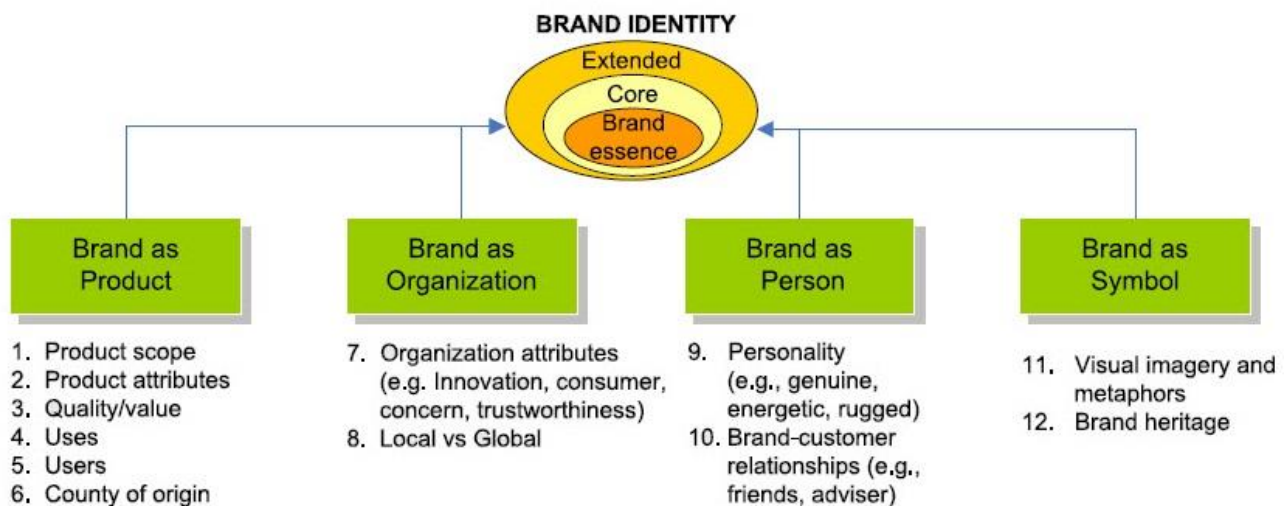 BRAND IDENTITY
Extended
Core
Brand
essence
Brand as
Product
Brand as
Organization
Brand as
Person
Brand as
Symbol
1. Product scope
2. Product attributes
3. Quality/value
4. Uses
5. Users
6. County of origin
7. Organization attributes
(e.g. Innovation, consumer,
concern, trustworthiness)
8. Local vs Global
9. Personality
(e.g., genuine,
energetic, rugged)
10. Brand-customer
relationships (e.g.,
friends, adviser)
11. Visual imagery and
metaphors
12. Brand heritage